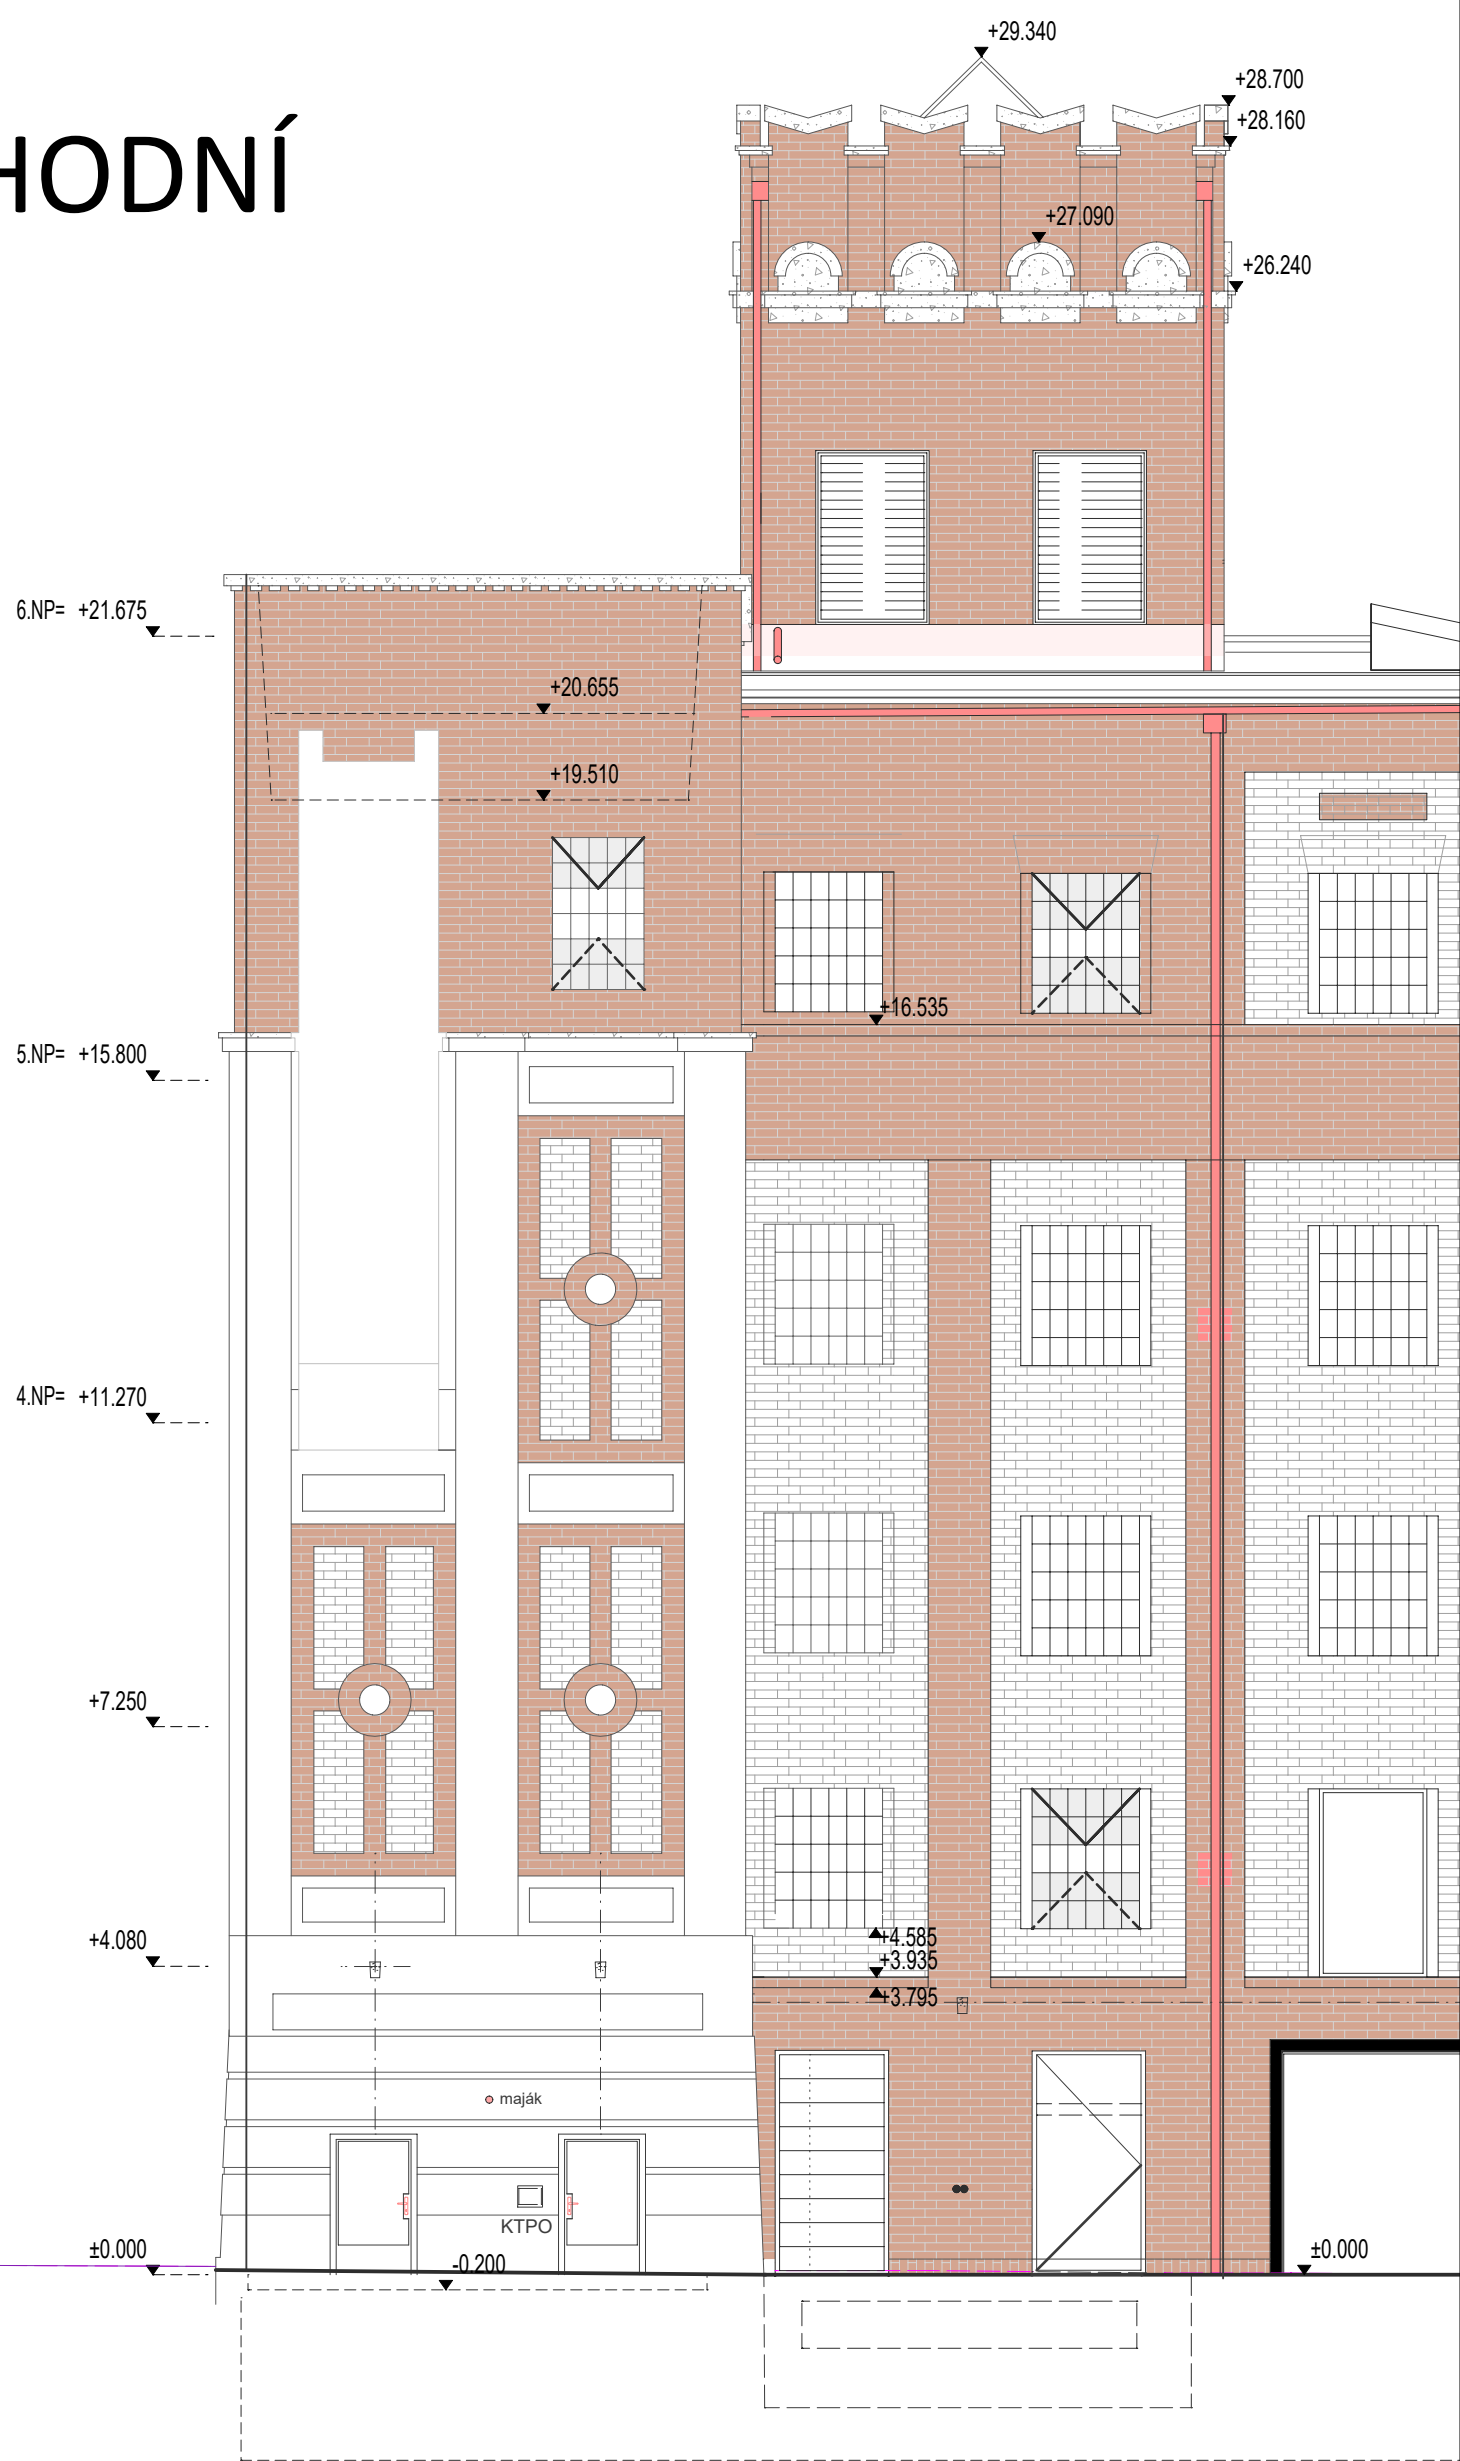 +29.340
+28.700
+28.160
HODNÍ
+27.090
+26.240
6.NP= +21.675
+20.655
+19.510
+16.535
5.NP= +15.800
4.NP= +11.270
+7.250
+4.080
+4.585
+3.935
+3.795
maják
KTPO
±0.000
-0.200
±0.000